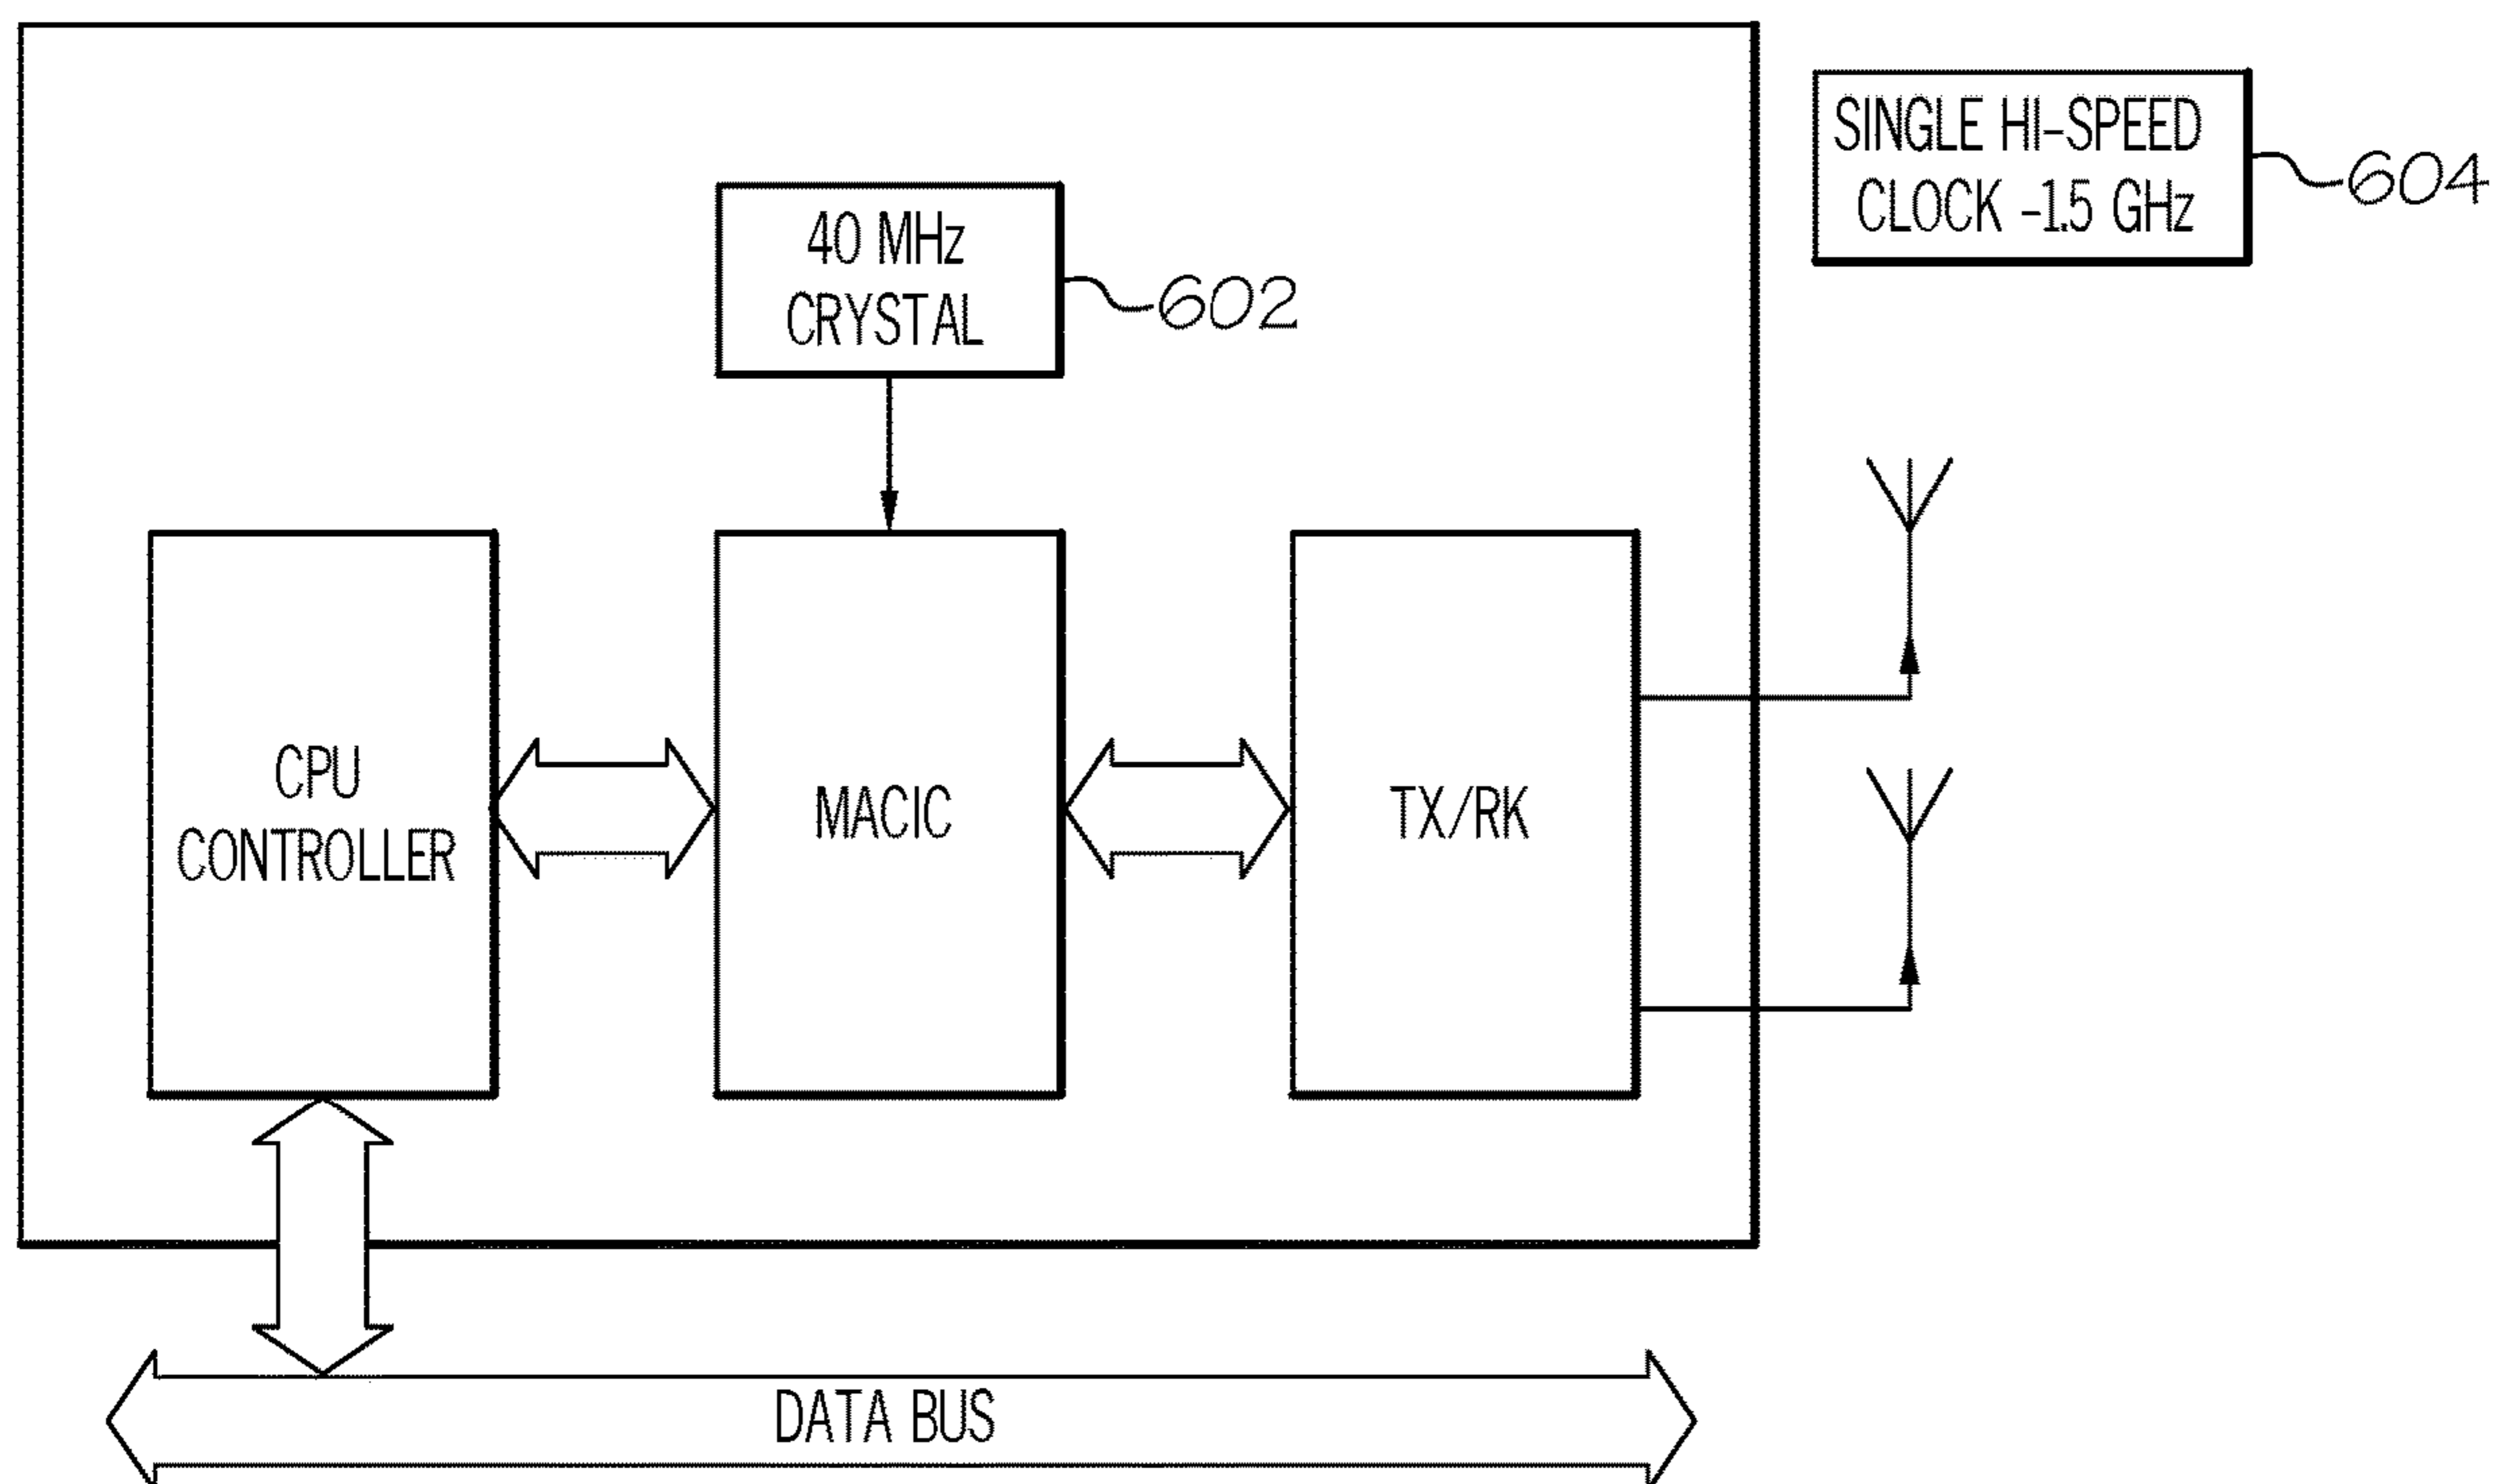 SINGLE HI-SPEED
CLOCK -1.5 GHz
604
40 MHz
CRYSTAL
602
CPU
CONTROLLER
MACIC
TX/RK
DATA BUS